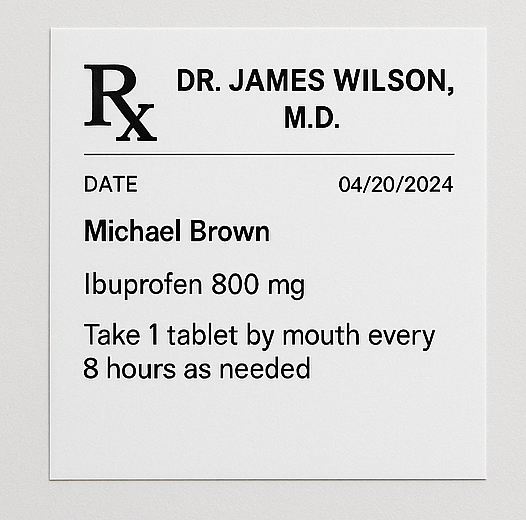 Rx DR. JAMES WILSON,
M.D.
DATE 04/20/2024
Michael Brown
Ibuprofen 800 mg
Take 1 tablet by mouth every
8 hours as needed